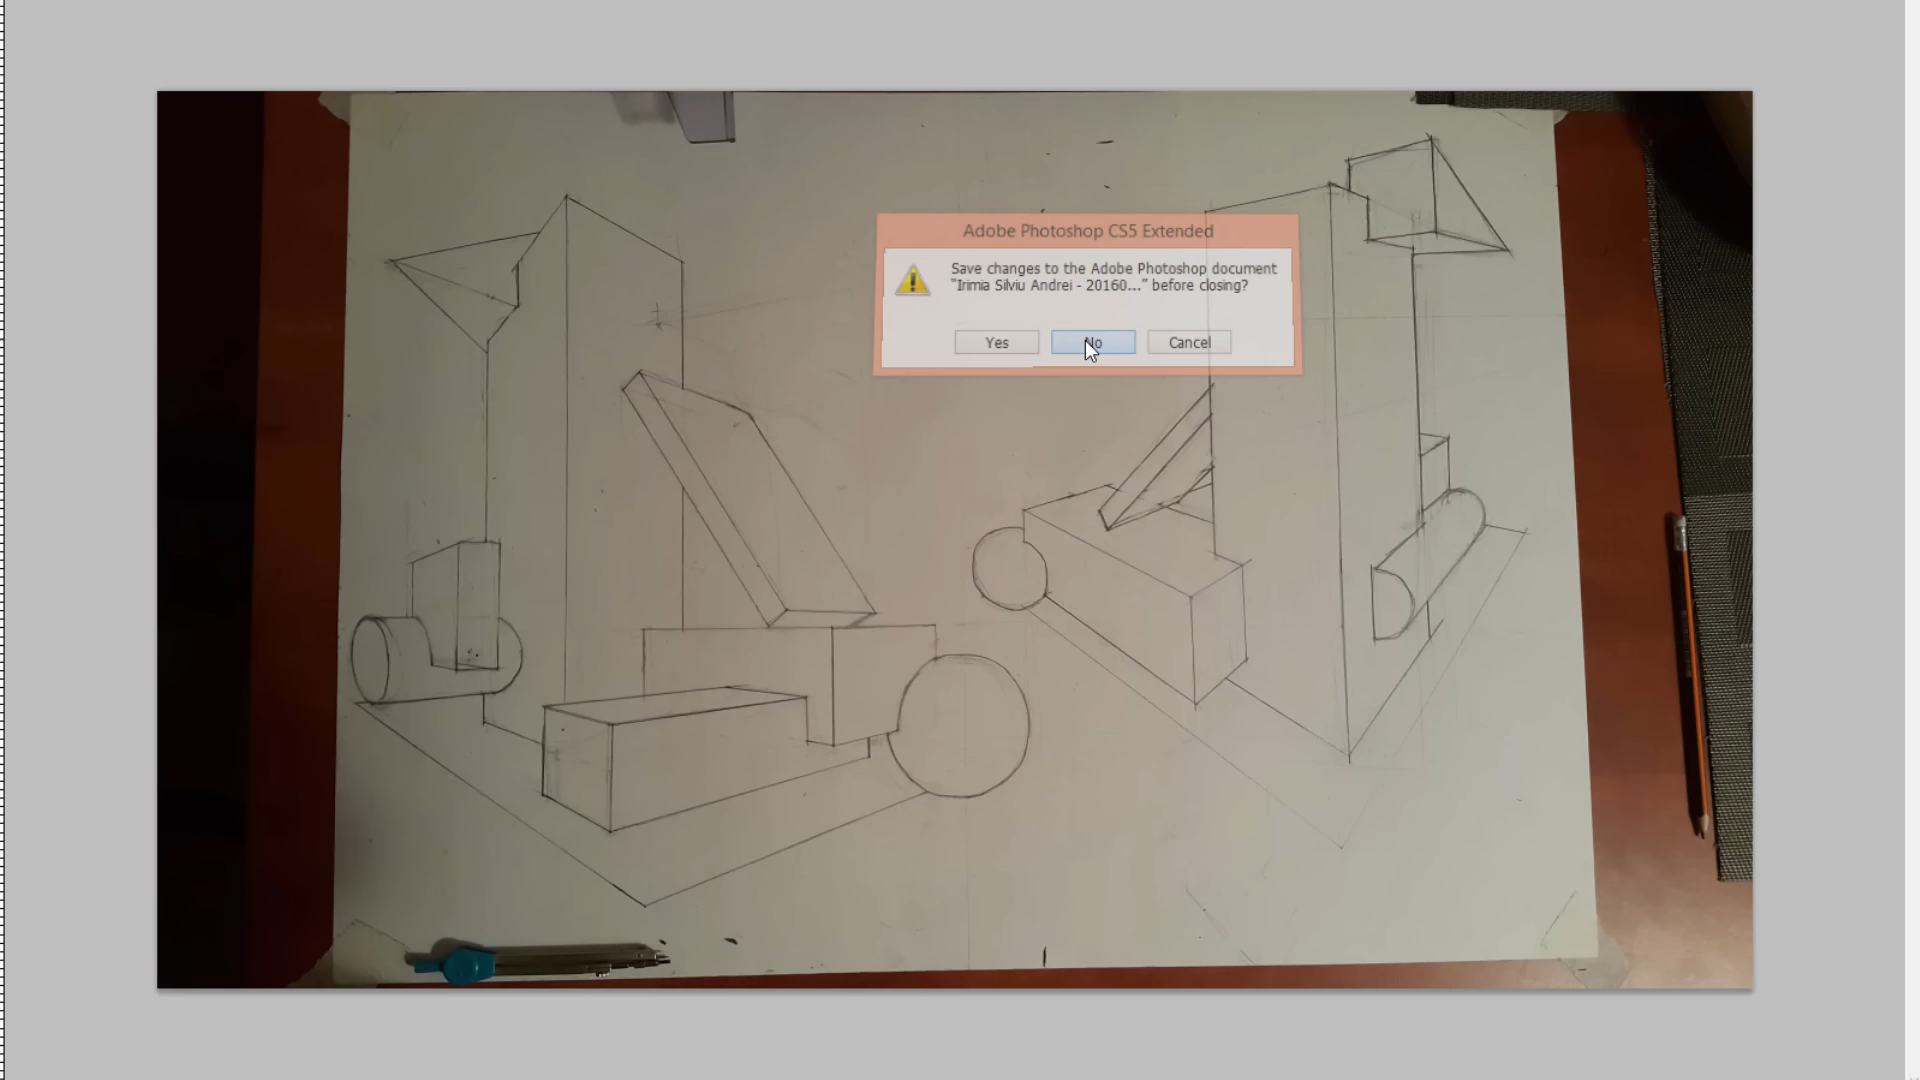 Adobe Photoshop CS5 Extended
Save changes to the Adobe Photoshop document
“Irimia Silviu Andrei - 20160...” before closing?
Yes
No
Cancel